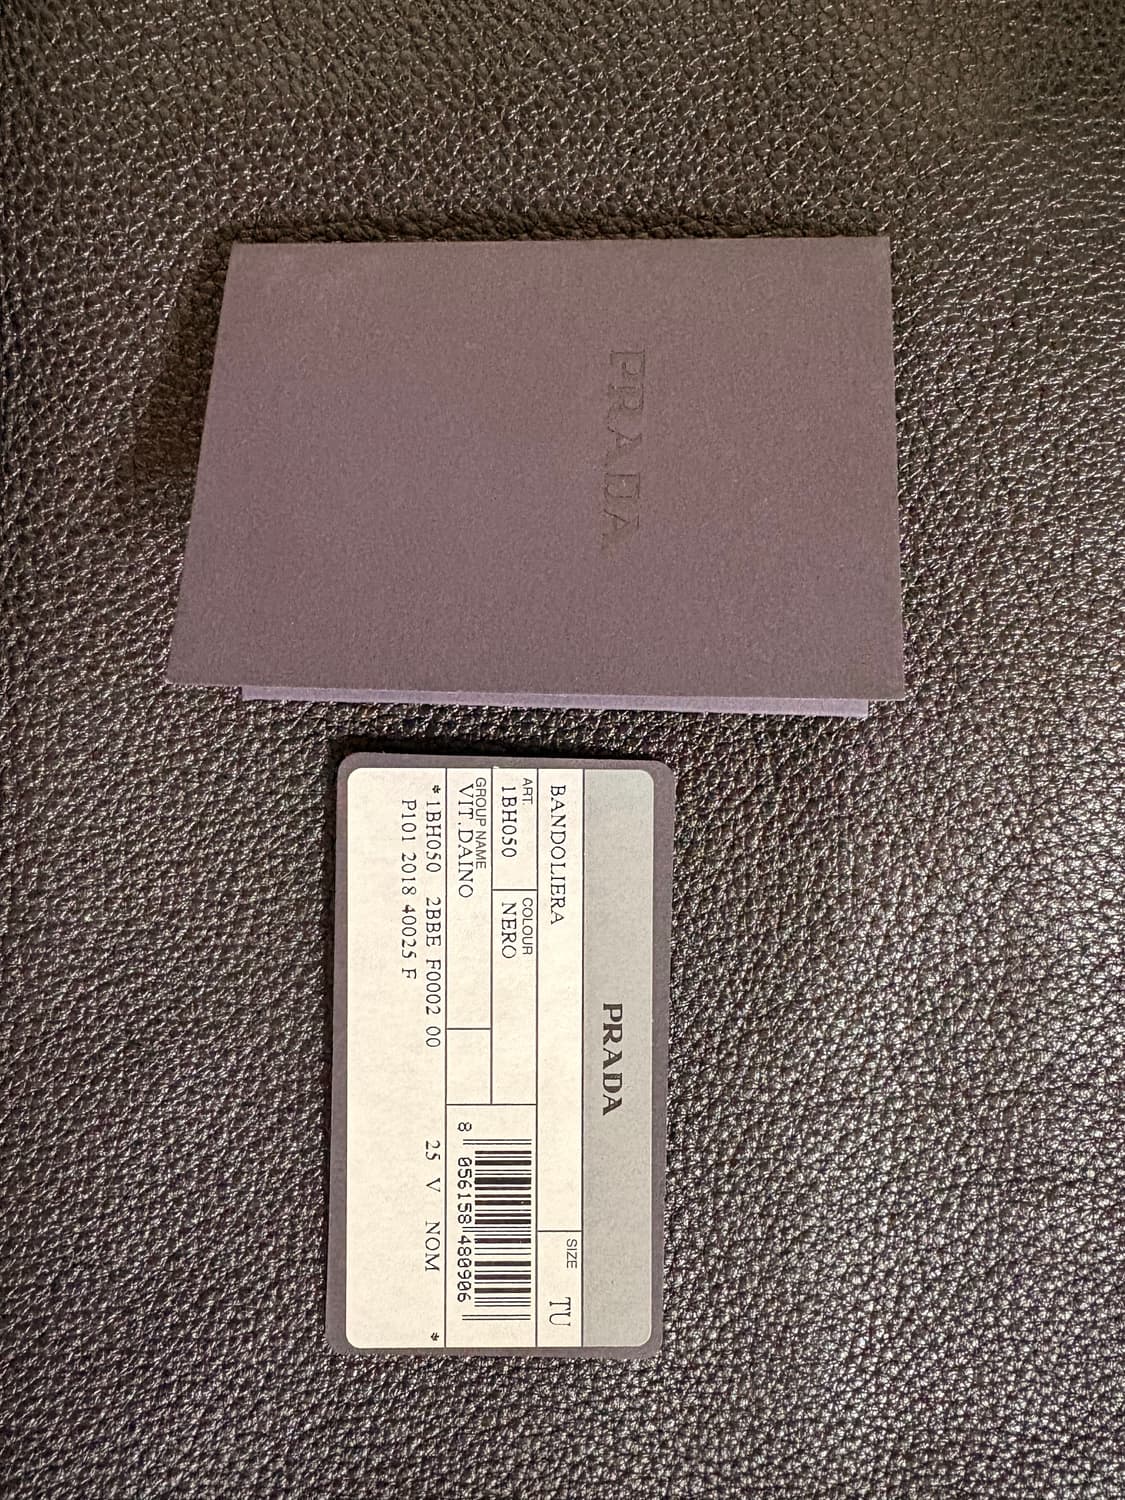 PRADA
PRADA
BANDOLIERA
SIZE
TU
ART.
1BH050
COLOUR
NERO
GROUP NAME
VIT.DAINO
8 056158 480906
*1BH050 2BBE F0002 00 25 V NOM *
P101 2018 40025 F